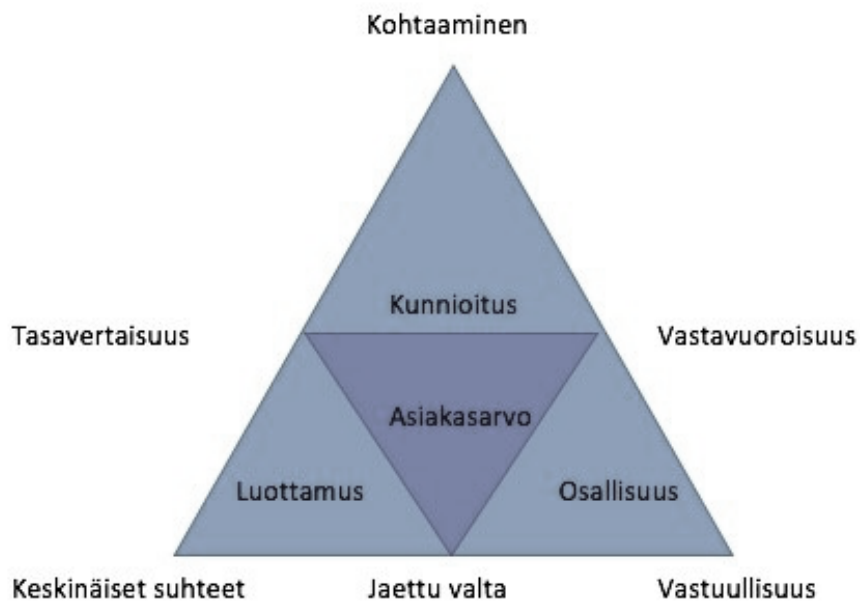 Kohtaaminen
Kunnioitus
Tasavertaisuus
Vastavuoroisuus
Asiakasarvo
Luottamus
Osallisuus
Keskinäiset suhteet
Jaettu valta
Vastuullisuus